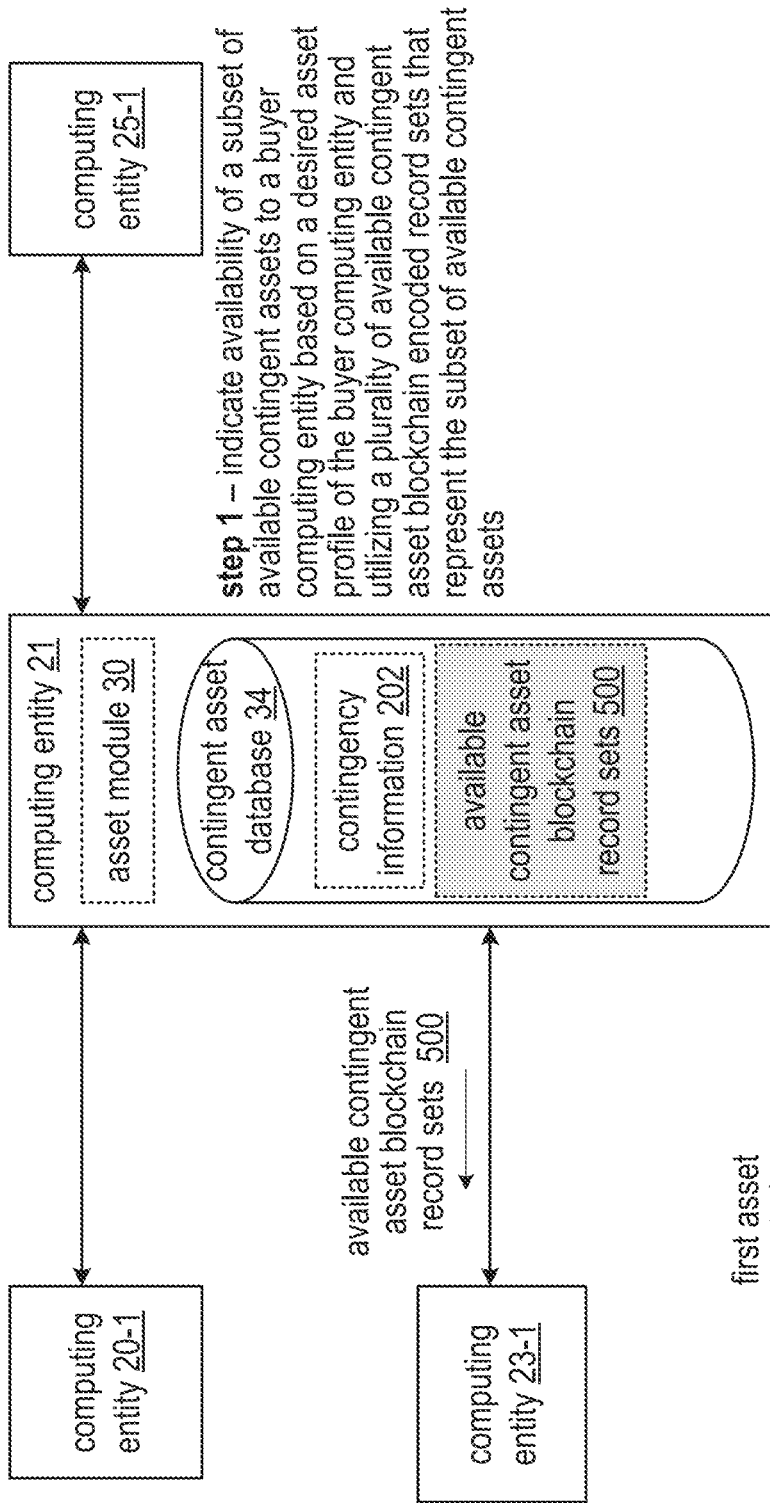 computing
entity 20-1
computing
entity 23-1
available contingent
asset blockchain
record sets 500
first asset
computing entity 21
asset module 30
contingent asset
database 34
contingency
information 202
available
contingent asset
blockchain
record sets 500
computing
entity 25-1
step 1 – indicate availability of a subset of
available contingent assets to a buyer
computing entity based on a desired asset
profile of the buyer computing entity and
utilizing a plurality of available contingent
asset blockchain encoded record sets that
represent the subset of available contingent
assets